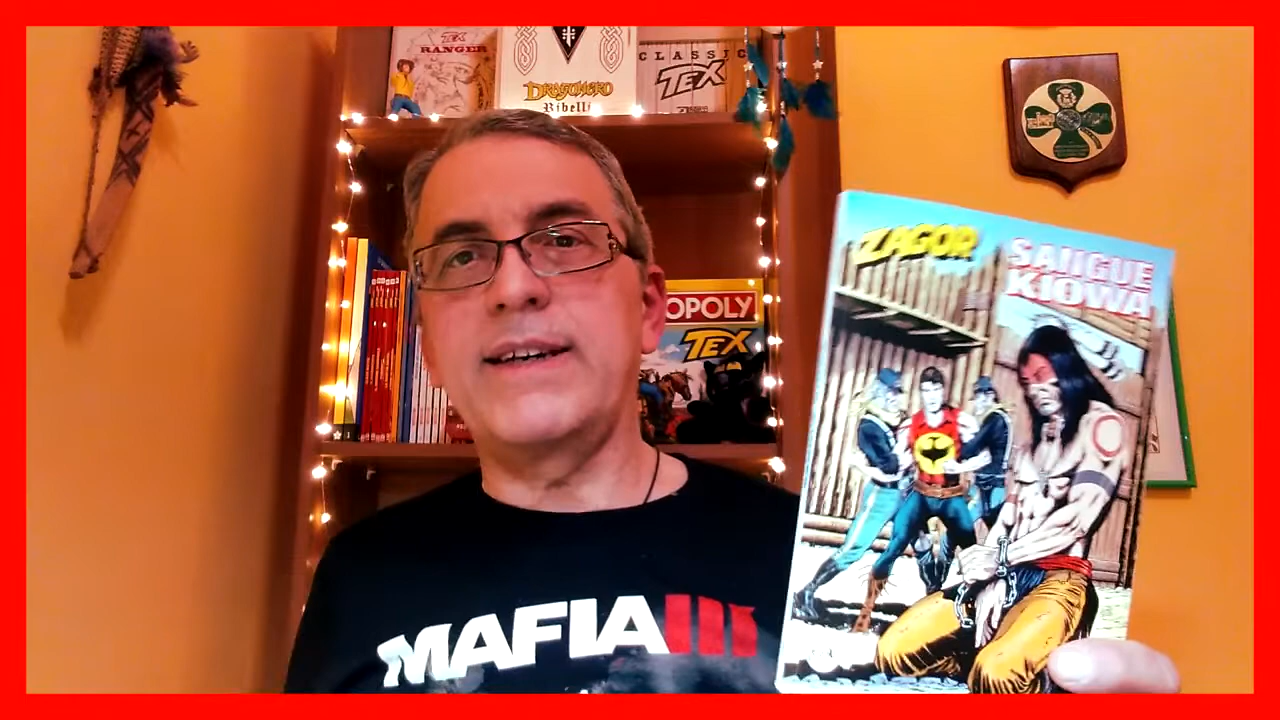 TEX
RANGER
DRAGONERO
Ribelli
CLASSIC
TEX
ZAGOR
SANGUE
KIOWA
OPOLY
TEX
MAFIA III